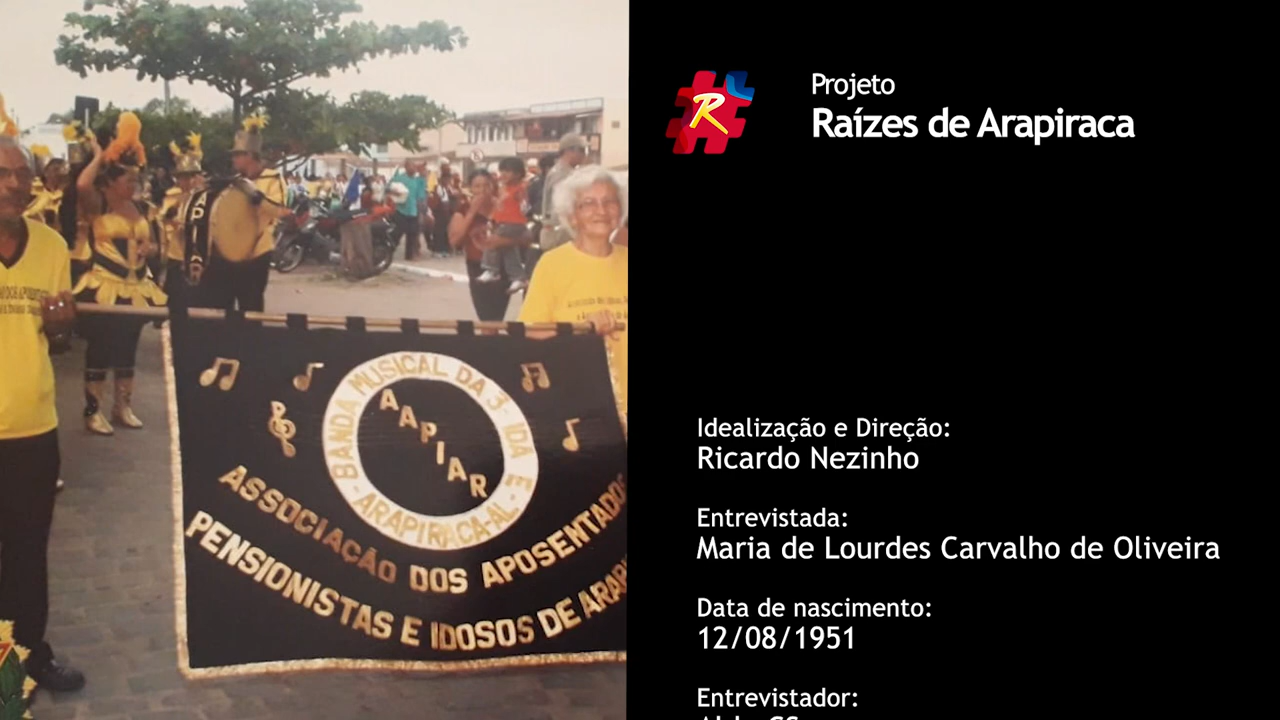 Projeto
R
Raízes de Arapiraca
BANDA MUSICAL DA 3ª IDADE
AAPIAR
ARAPIRACA-AL
ASSOCIAÇÃO DOS APOSENTADOS
PENSIONISTAS E IDOSOS DE
Idealização e Direção:
Ricardo Nezinho
Entrevistada:
Maria de Lourdes Carvalho de Oliveira
Data de nascimento:
12/08/1951
Entrevistador: